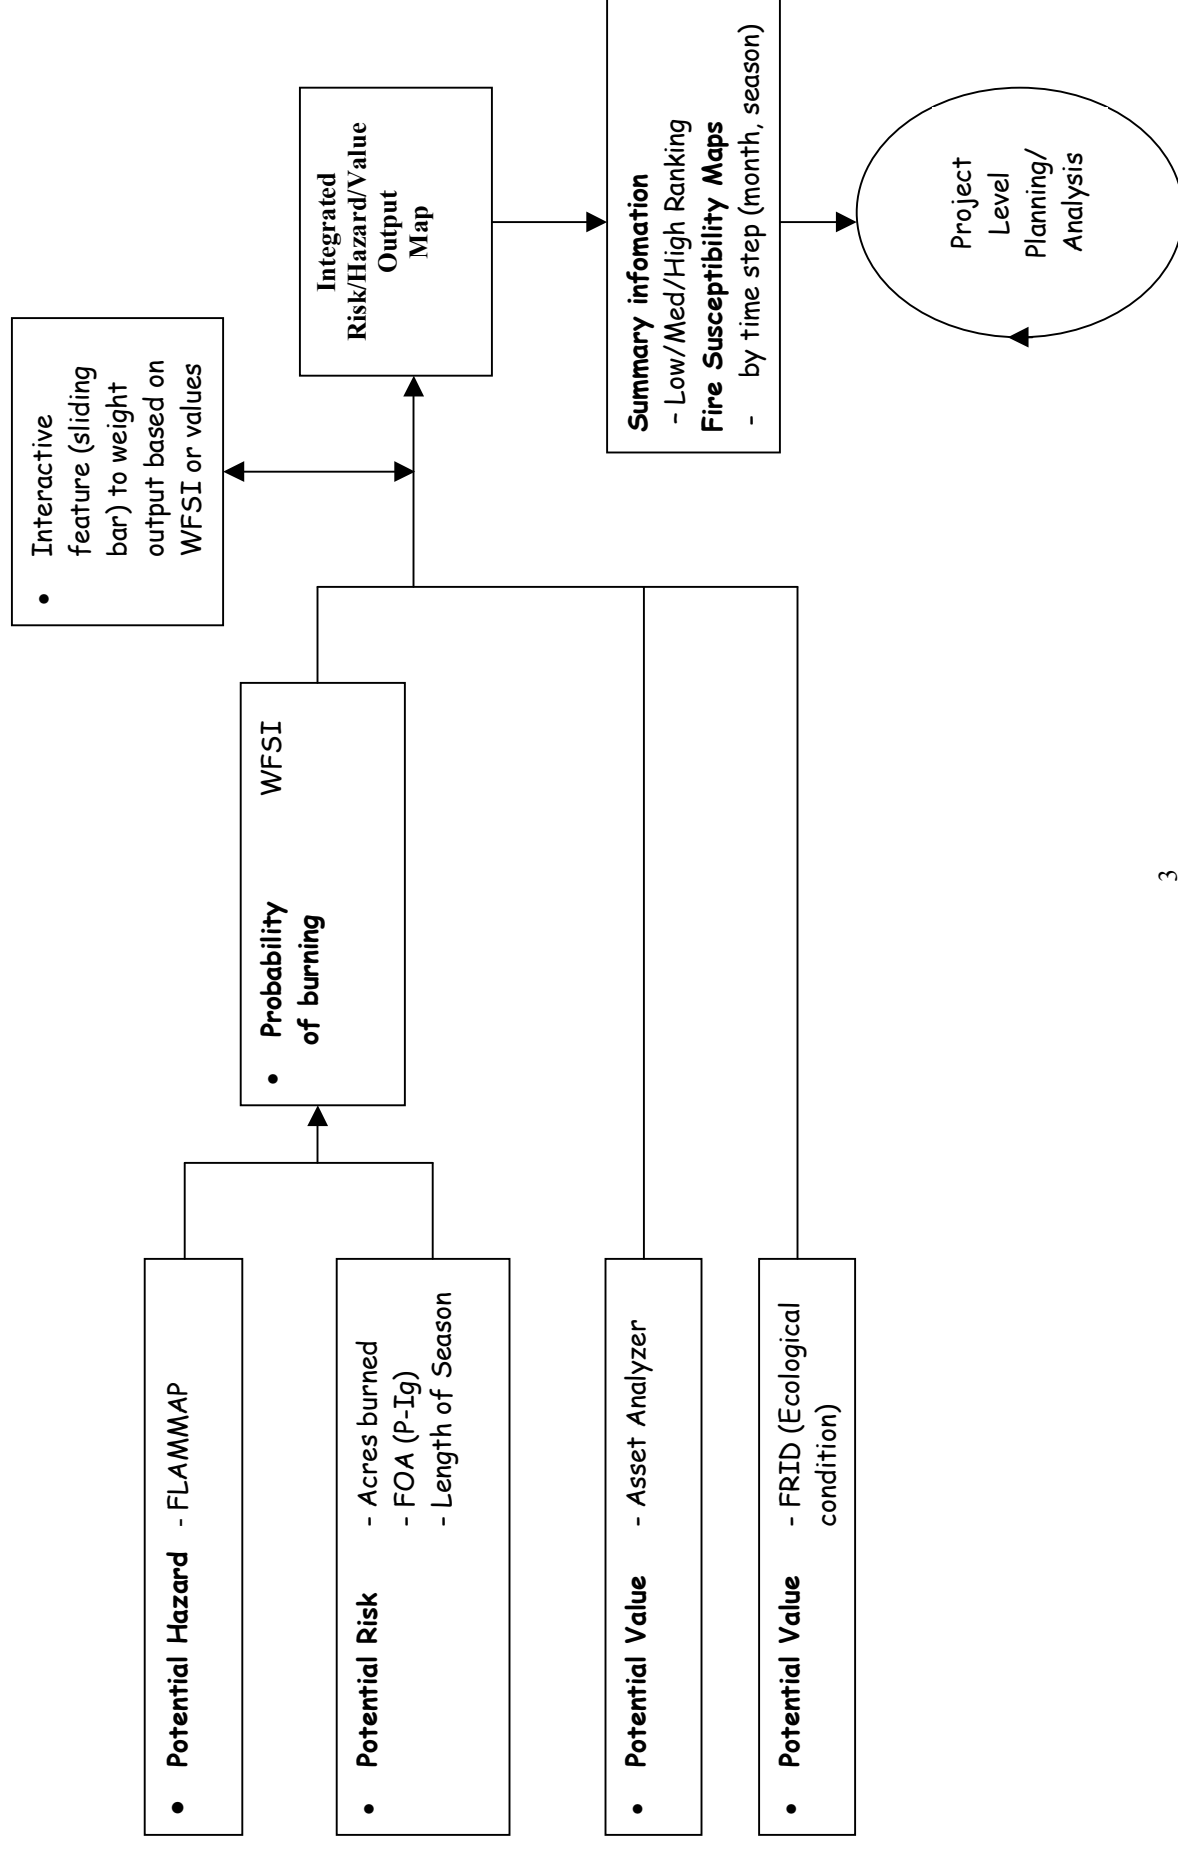 • Potential Hazard - FLAMMAP
• Potential Risk - Acres burned
- FOA (P-Ig)
- Length of Season
• Potential Value - Asset Analyzer
• Potential Value - FRID (Ecological
condition)
• Probability WFSI
of burning
• Interactive
feature (sliding
bar) to weight
output based on
WFSI or values
Integrated
Risk/Hazard/Value
Output
Map
Summary infomation
- Low/Med/High Ranking
Fire Susceptibility Maps
- by time step (month, season)
Project
Level
Planning/
Analysis
3